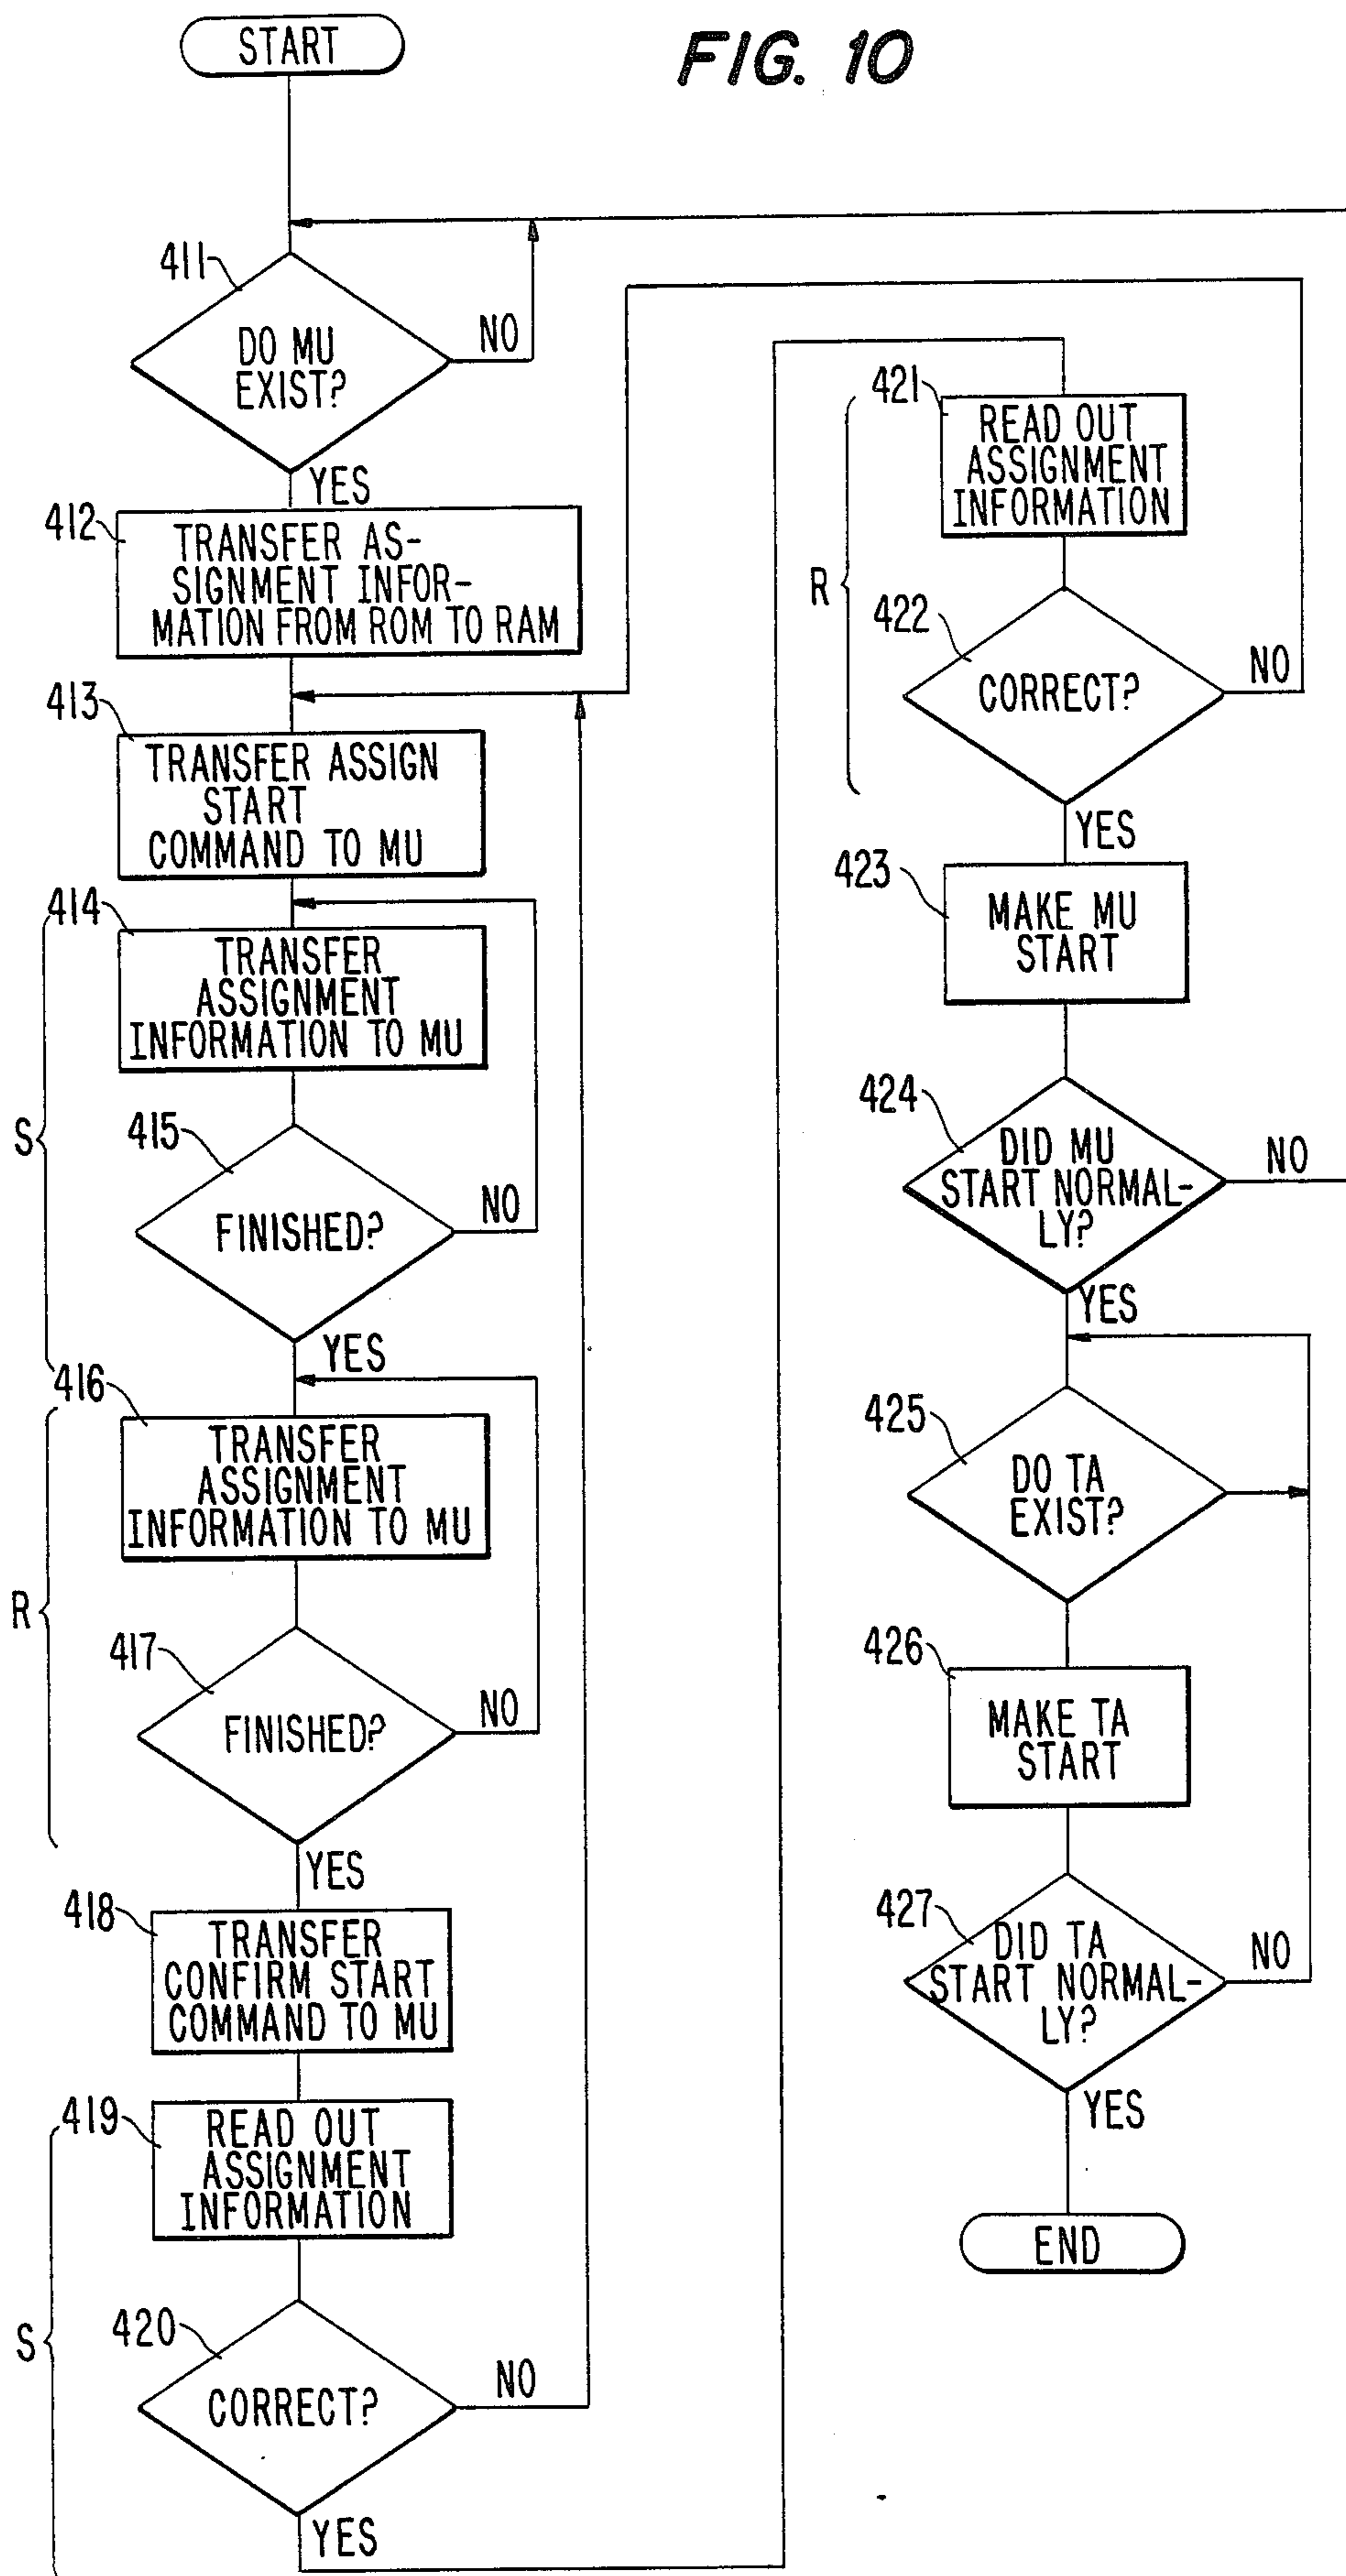 FIG. 10
START
411
DO MU
EXIST?
NO
YES
412
TRANSFER AS-
SIGNMENT INFOR-
MATION FROM ROM TO RAM
413
TRANSFER ASSIGN
START
COMMAND TO MU
S
414
TRANSFER
ASSIGNMENT
INFORMATION TO MU
415
FINISHED?
NO
YES
R
416
TRANSFER
ASSIGNMENT
INFORMATION TO MU
417
FINISHED?
NO
YES
418
TRANSFER
CONFIRM START
COMMAND TO MU
S
419
READ OUT
ASSIGNMENT
INFORMATION
420
CORRECT?
NO
YES
R
421
READ OUT
ASSIGNMENT
INFORMATION
422
CORRECT?
NO
YES
423
MAKE MU
START
424
DID MU
START NORMAL-
LY?
NO
YES
425
DO TA
EXIST?
426
MAKE TA
START
427
DID TA
START NORMAL-
LY?
NO
YES
END